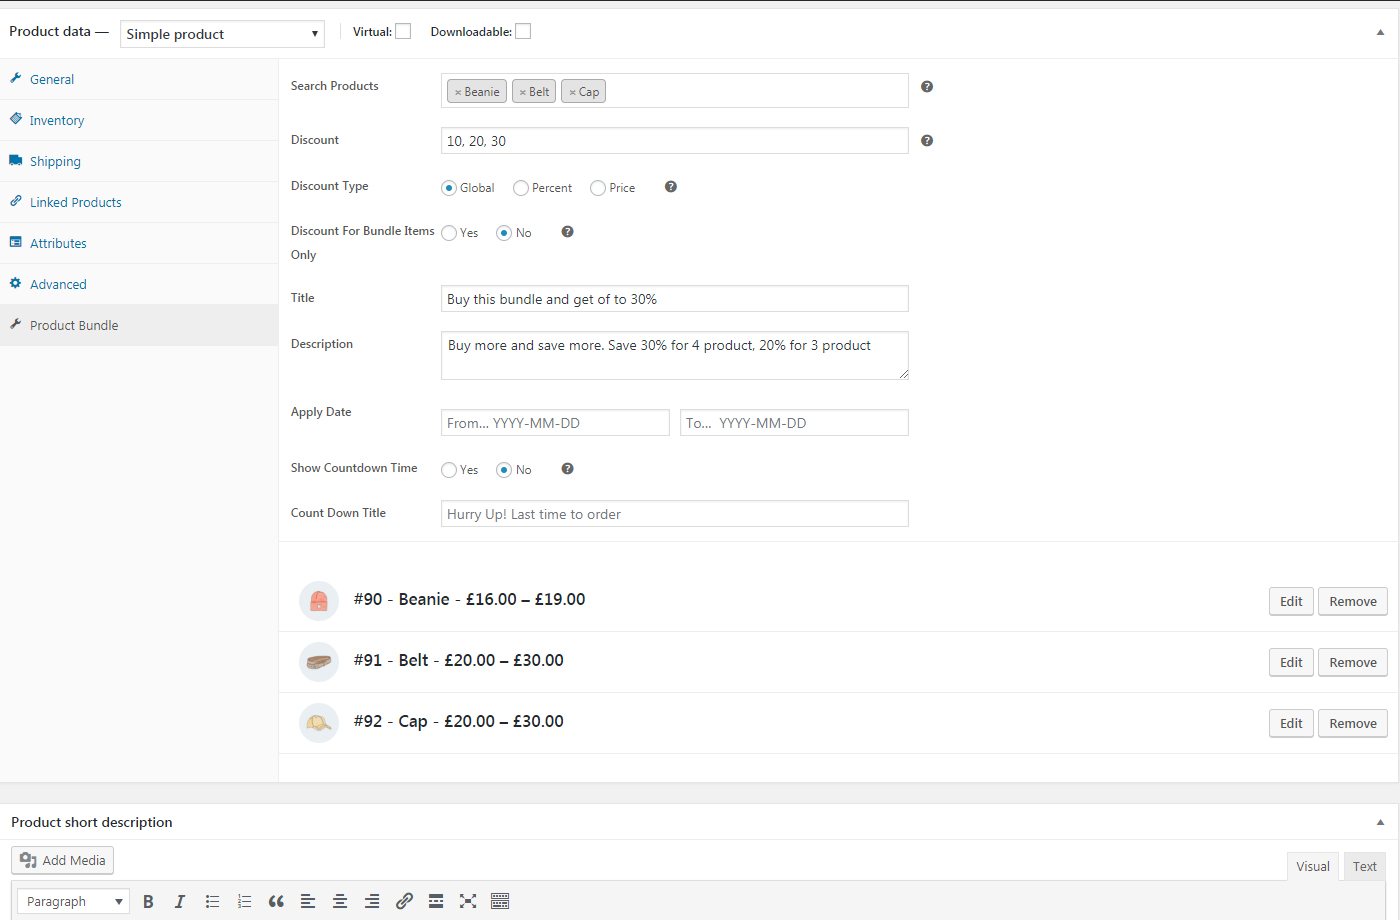 Product data — Simple product Virtual: Downloadable:
General
Inventory
Shipping
Linked Products
Attributes
Advanced
Product Bundle
Search Products × Beanie × Belt × Cap
Discount 10, 20, 30
Discount Type Global Percent Price
Discount For Bundle Items Only Yes No
Title Buy this bundle and get of to 30%
Description Buy more and save more. Save 30% for 4 product, 20% for 3 product
Apply Date From... YYYY-MM-DD To... YYYY-MM-DD
Show Countdown Time Yes No
Count Down Title Hurry Up! Last time to order
#90 - Beanie - £16.00 – £19.00 Edit Remove
#91 - Belt - £20.00 – £30.00 Edit Remove
#92 - Cap - £20.00 – £30.00 Edit Remove
Product short description
Add Media Visual Text
Paragraph B I